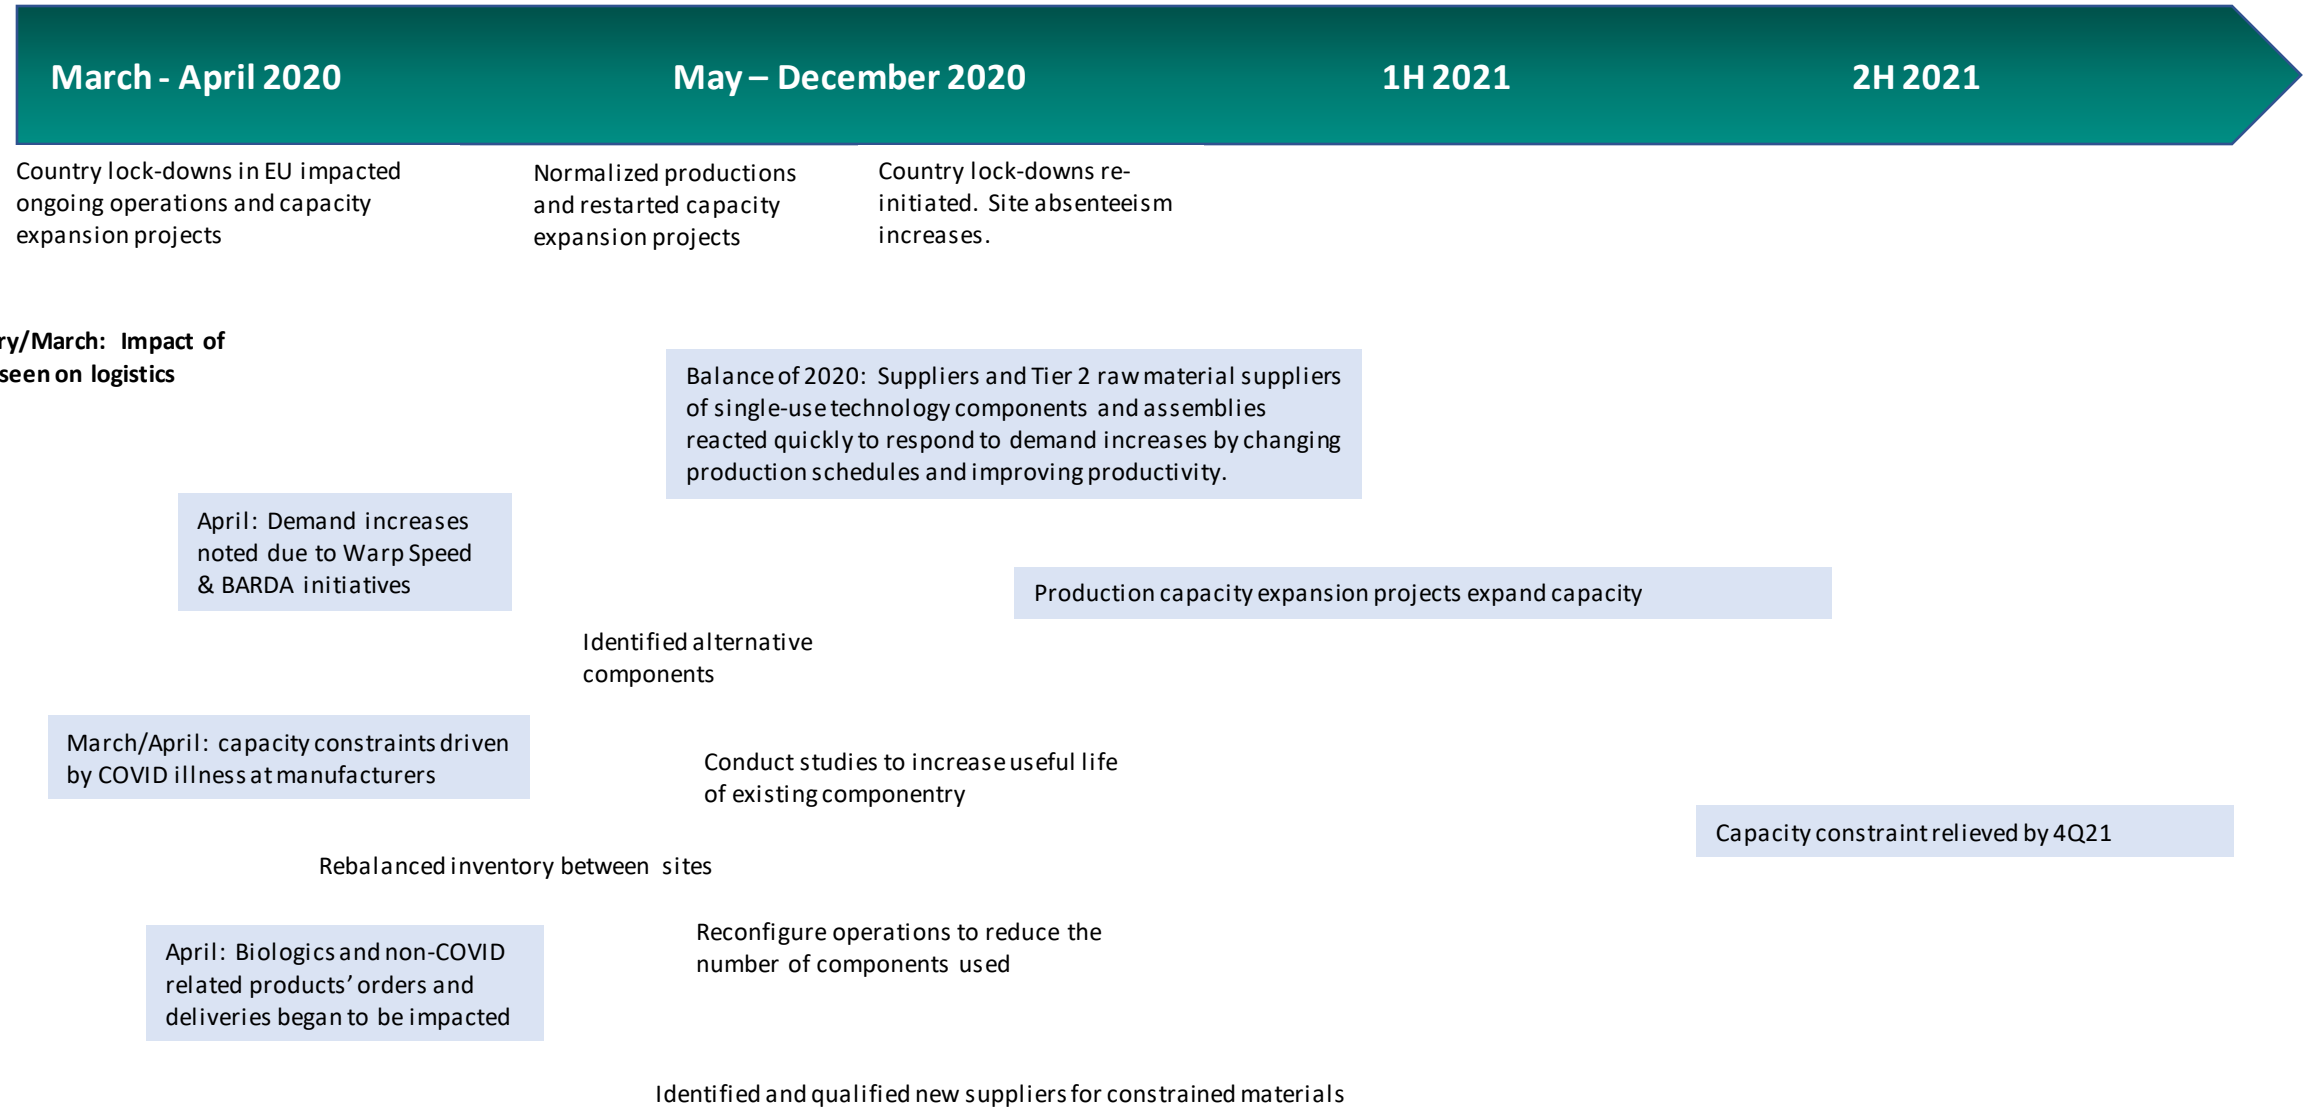 March - April 2020
May – December 2020
1H 2021
2H 2021
Country lock-downs in EU impacted
ongoing operations and capacity
expansion projects
Normalized productions
and restarted capacity
expansion projects
Country lock-downs re-
initiated. Site absenteeism
increases.
ry/March: Impact of
seen on logistics
Balance of 2020: Suppliers and Tier 2 raw material suppliers
of single-use technology components and assemblies
reacted quickly to respond to demand increases by changing
production schedules and improving productivity.
April: Demand increases
noted due to Warp Speed
& BARDA initiatives
Production capacity expansion projects expand capacity
Identified alternative
components
March/April: capacity constraints driven
by COVID illness at manufacturers
Conduct studies to increase useful life
of existing componentry
Capacity constraint relieved by 4Q21
Rebalanced inventory between sites
April: Biologics and non-COVID
related products’ orders and
deliveries began to be impacted
Reconfigure operations to reduce the
number of components used
Identified and qualified new suppliers for constrained materials